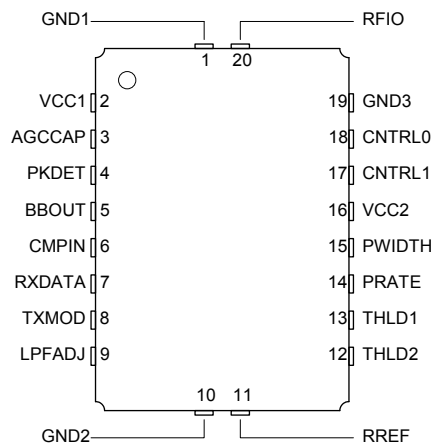 GND1 RFIO
1 20
VCC1 2 19 GND3
AGCCAP 3 18 CNTRL0
PKDET 4 17 CNTRL1
BBOUT 5 16 VCC2
CMPIN 6 15 PWIDTH
RXDATA 7 14 PRATE
TXMOD 8 13 THLD1
LPFADJ 9 12 THLD2
10 11
GND2 RREF